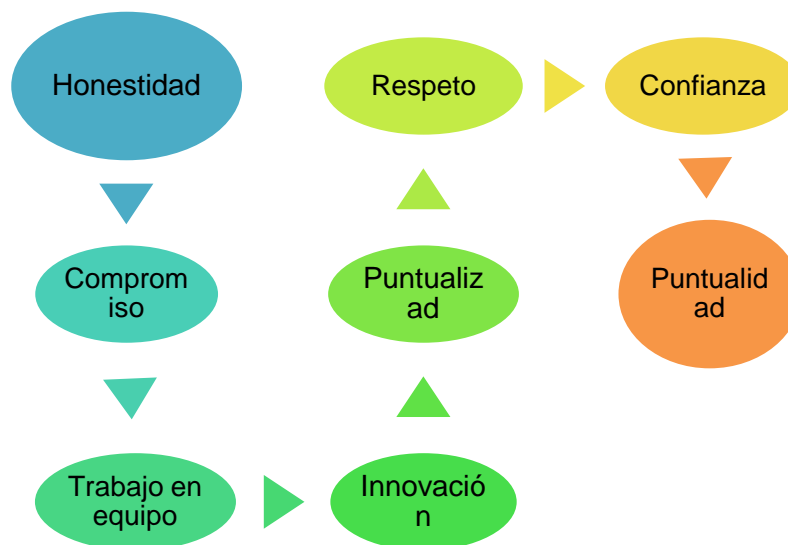 Honestidad
Comprom
iso
Trabajo en
equipo
Innovació
n
Puntualiz
ad
Respeto
Confianza
Puntualid
ad